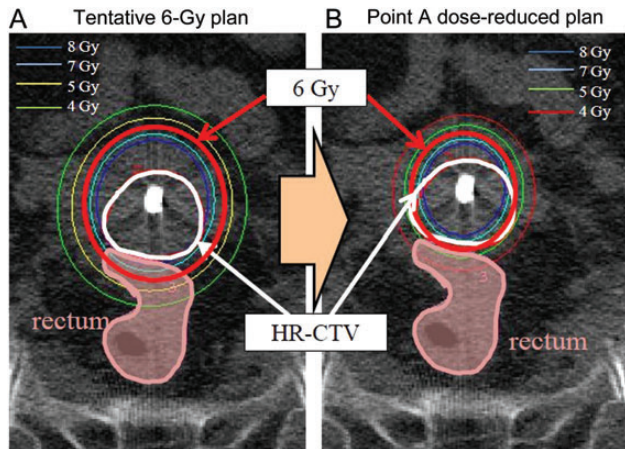 A
Tentative 6-Gy plan
8 Gy
7 Gy
5 Gy
4 Gy
6 Gy
B
Point A dose-reduced plan
8 Gy
7 Gy
5 Gy
4 Gy
rectum
HR-CTV
rectum
3